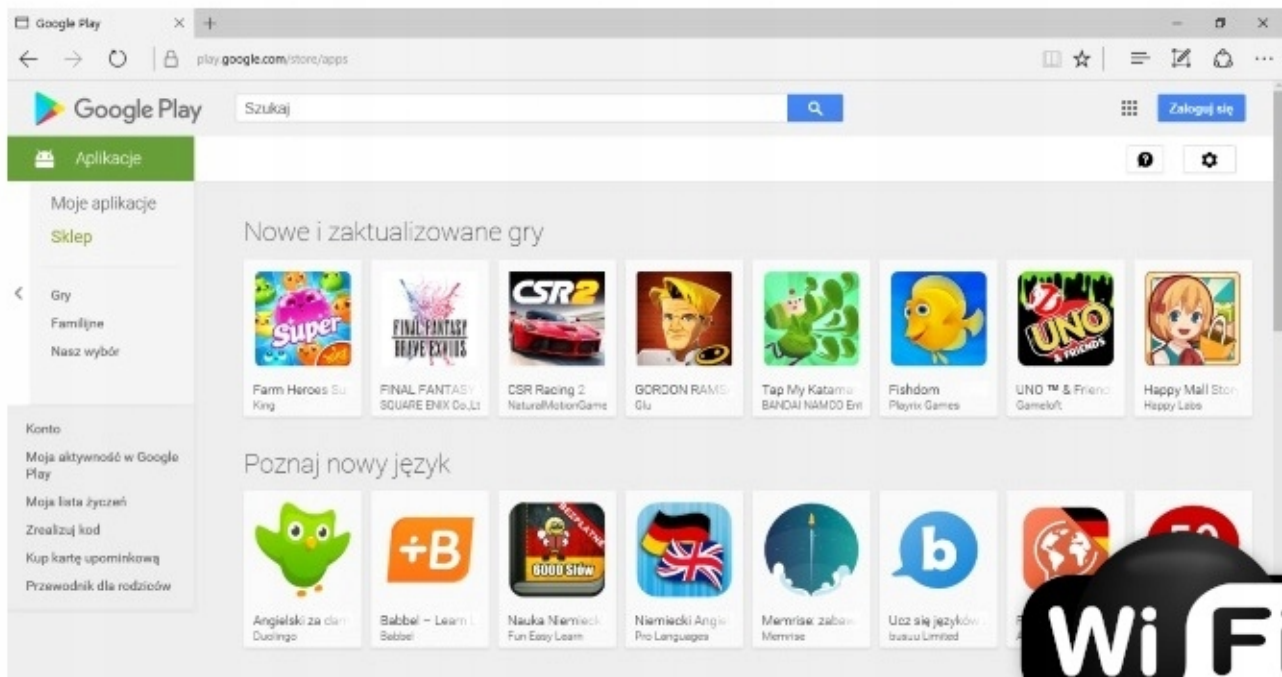 Google Play
play.google.com/store/apps
Google Play
Szukaj
Zaloguj się
Aplikacje
Moje aplikacje
Sklep
Gry
Familijne
Nasz wybór
Konto
Moja aktywność w Google
Play
Moja lista życzeń
Zrealizuj kod
Kup kartę upominkową
Przewodnik dla rodziców
Nowe i zaktualizowane gry
Super
FINAL FANTASY
BRAVE EXVIUS
CSR2
UNO
& FRIENDS
Farm Heroes Su
King
FINAL FANTASY
SQUARE ENIX Co.,Lt
CSR Racing 2
NaturalMotionGame
GORDON RAMS
Glu
Tap My Katama
BANDAI NAMCO Ent
Fishdom
Playrix Games
UNO ™ & Friend
Gameloft
Happy Mall Stor
Happy Labs
Poznaj nowy język
+B
BEZPŁATNE
6000 Słów
b
50
Angielski za dar
Duolingo
Babbel – Learn L
Babbel
Nauka Niemieck
Fun Easy Learn
Niemiecki Angie
Pro Languages
Memrise: zabaw
Memrise
Ucz się języków
busuu Limited
Wi Fi